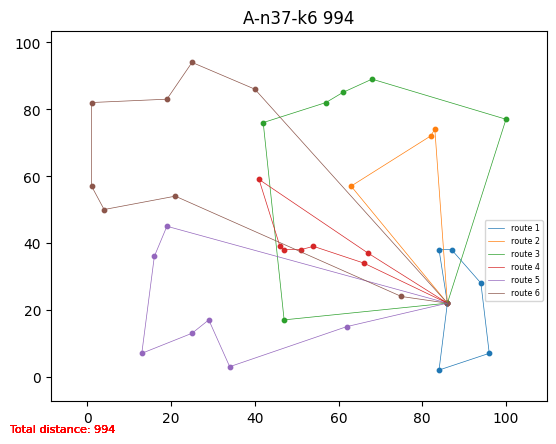 A-n37-k6 994
100
80
60
40
20
0
route 1
route 2
route 3
route 4
route 5
route 6
0 20 40 60 80 100
Total distance: 994